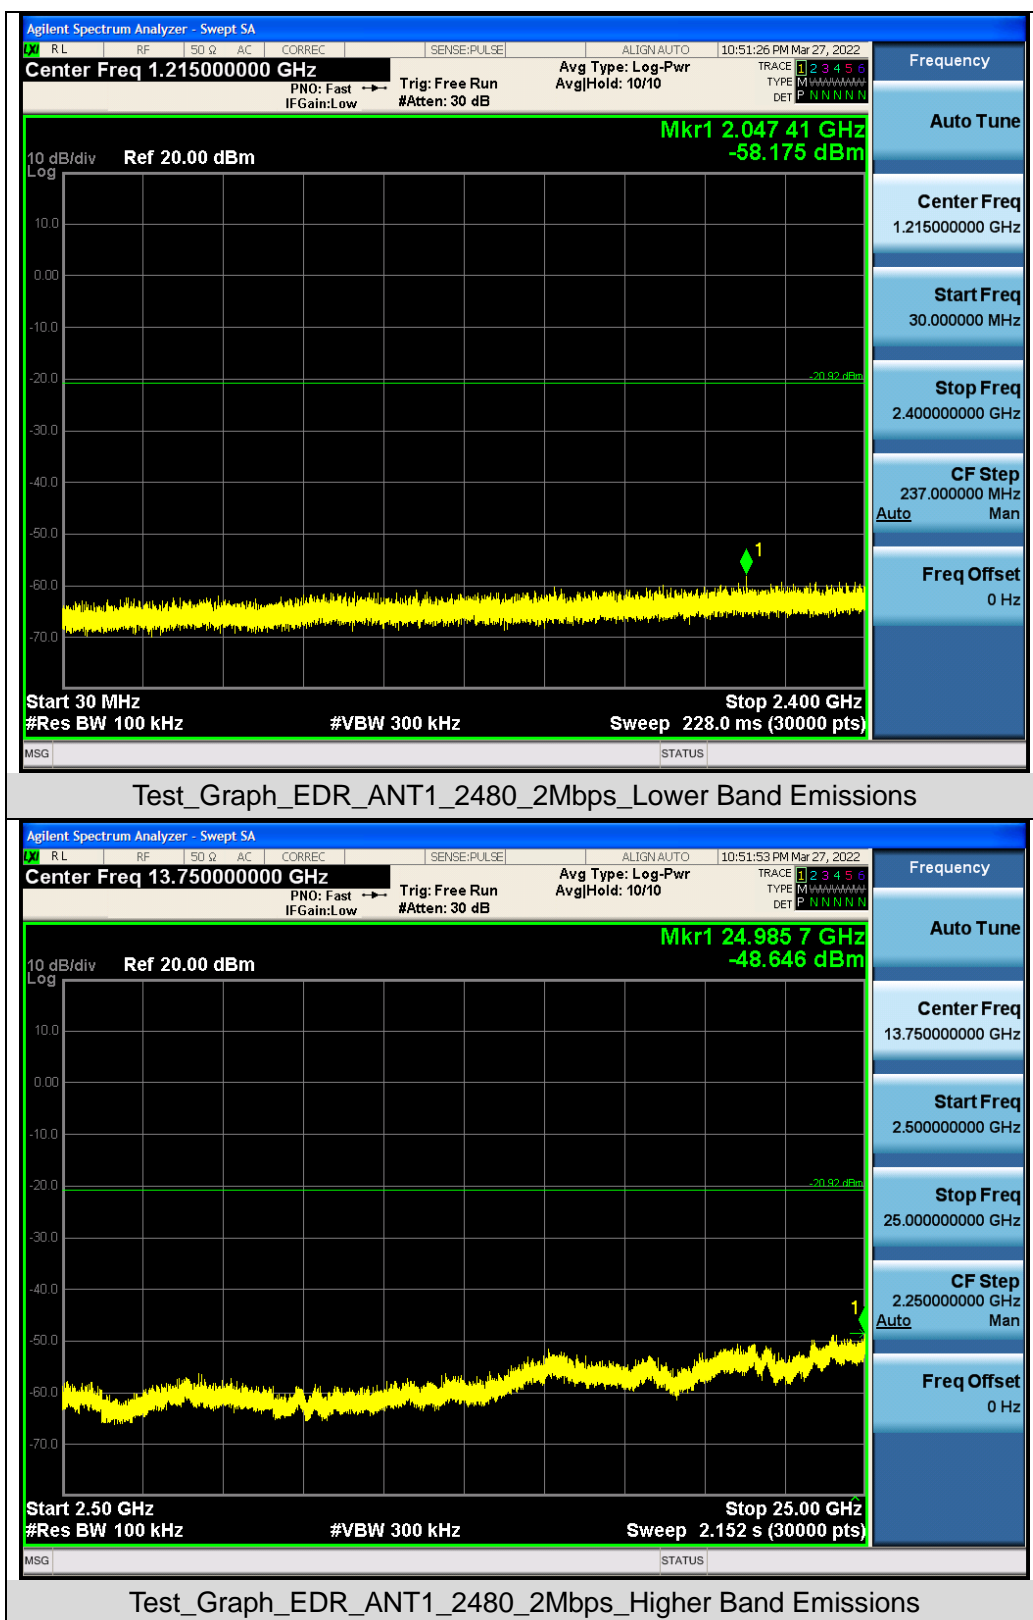 Agilent Spectrum Analyzer - Swept SA
LXI RL RF 50 Ω AC CORREC SENSE:PULSE ALIGN AUTO 10:51:26 PM Mar 27, 2022
Center Freq 1.215000000 GHz
PNO: Fast
IFGain:Low
Trig: Free Run
#Atten: 30 dB
Avg Type: Log-Pwr
Avg|Hold: 10/10
TRACE 1 2 3 4 5 6
TYPE M
DET P N N N N N
Mkr1 2.047 41 GHz
-58.175 dBm
10 dB/div Ref 20.00 dBm
Log
10.0
0.00
-10.0
-20.0
-20.92 dBm
-30.0
-40.0
-50.0
1
-60.0
-70.0
Start 30 MHz Stop 2.400 GHz
#Res BW 100 kHz #VBW 300 kHz Sweep 228.0 ms (30000 pts)
MSG STATUS
Frequency
Auto Tune
Center Freq
1.215000000 GHz
Start Freq
30.000000 MHz
Stop Freq
2.400000000 GHz
CF Step
237.000000 MHz
Auto Man
Freq Offset
0 Hz
Test_Graph_EDR_ANT1_2480_2Mbps_Lower Band Emissions
Agilent Spectrum Analyzer - Swept SA
LXI RL RF 50 Ω AC CORREC SENSE:PULSE ALIGN AUTO 10:51:53 PM Mar 27, 2022
Center Freq 13.750000000 GHz
PNO: Fast
IFGain:Low
Trig: Free Run
#Atten: 30 dB
Avg Type: Log-Pwr
Avg|Hold: 10/10
TRACE 1 2 3 4 5 6
TYPE M
DET P N N N N N
Mkr1 24.985 7 GHz
-48.646 dBm
10 dB/div Ref 20.00 dBm
Log
10.0
0.00
-10.0
-20.0
-20.92 dBm
-30.0
-40.0
1
-50.0
-60.0
-70.0
Start 2.50 GHz Stop 25.00 GHz
#Res BW 100 kHz #VBW 300 kHz Sweep 2.152 s (30000 pts)
MSG STATUS
Frequency
Auto Tune
Center Freq
13.750000000 GHz
Start Freq
2.500000000 GHz
Stop Freq
25.000000000 GHz
CF Step
2.250000000 GHz
Auto Man
Freq Offset
0 Hz
Test_Graph_EDR_ANT1_2480_2Mbps_Higher Band Emissions